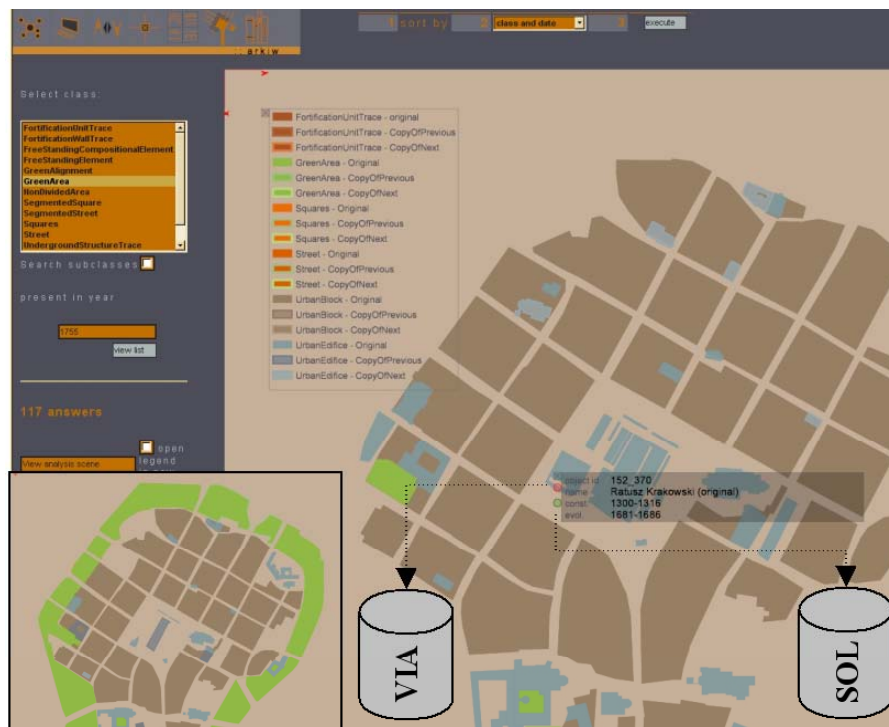 1 sort by 2 class and date 3 execute
:: arkiw
Select class:
FortificationUnitTrace
FortificationWallTrace
FreeStandingCompositionalElement
FreeStandingElement
GreenAlignment
GreenArea
NonDividedArea
SegmentedSquare
SegmentedStreet
Squares
Street
UndergroundStructureTrace
Search subclasses
present in year
1755
view list
117 answers
open
View analysis scene
legend
FortificationUnitTrace - original
FortificationUnitTrace - CopyOfPrevious
FortificationUnitTrace - CopyOfNext
GreenArea - Original
GreenArea - CopyOfPrevious
GreenArea - CopyOfNext
Squares - Original
Squares - CopyOfPrevious
Squares - CopyOfNext
Street - Original
Street - CopyOfPrevious
Street - CopyOfNext
UrbanBlock - Original
UrbanBlock - CopyOfPrevious
UrbanBlock - CopyOfNext
UrbanEdifice - Original
UrbanEdifice - CopyOfPrevious
UrbanEdifice - CopyOfNext
object id 152_370
name Ratusz Krakowski (original)
const. 1300-1316
evol. 1681-1686
VIA
SOL